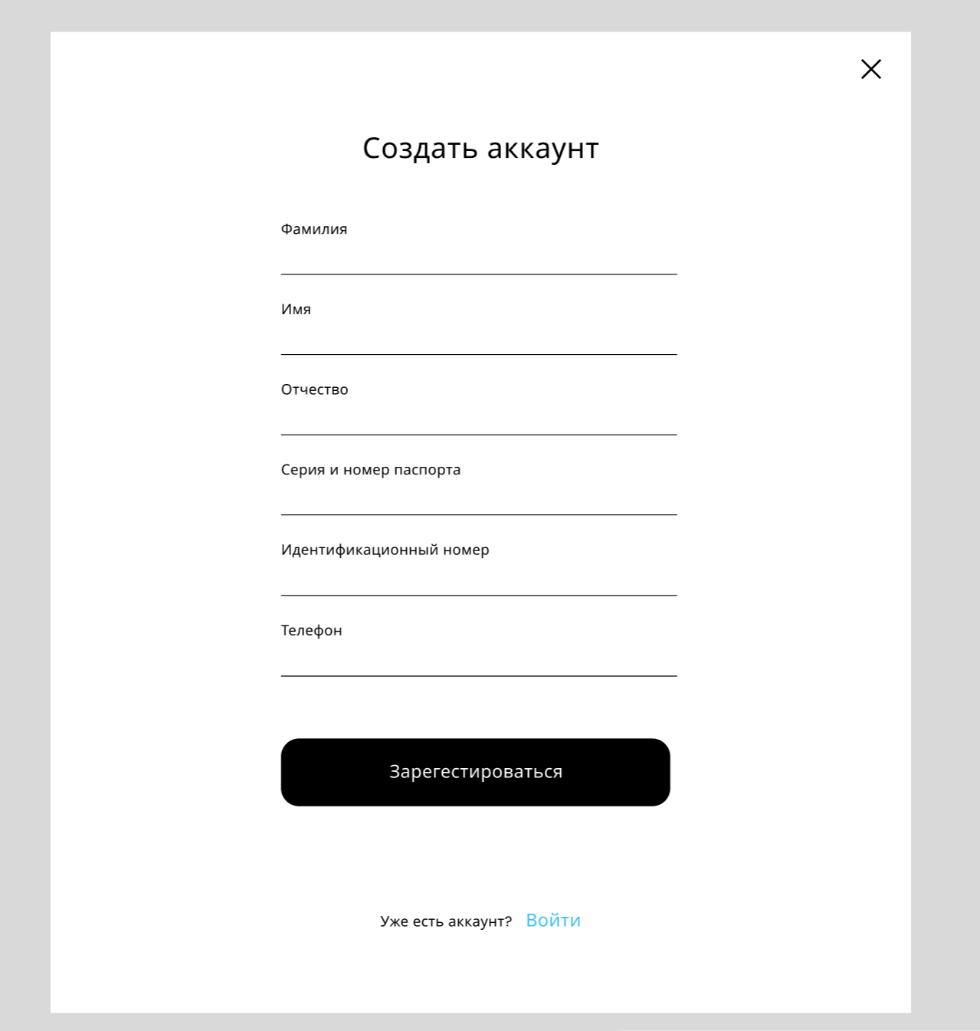 Создать аккаунт
Фамилия
Имя
Отчество
Серия и номер паспорта
Идентификационный номер
Телефон
Зарегестироваться
Уже есть аккаунт? Войти